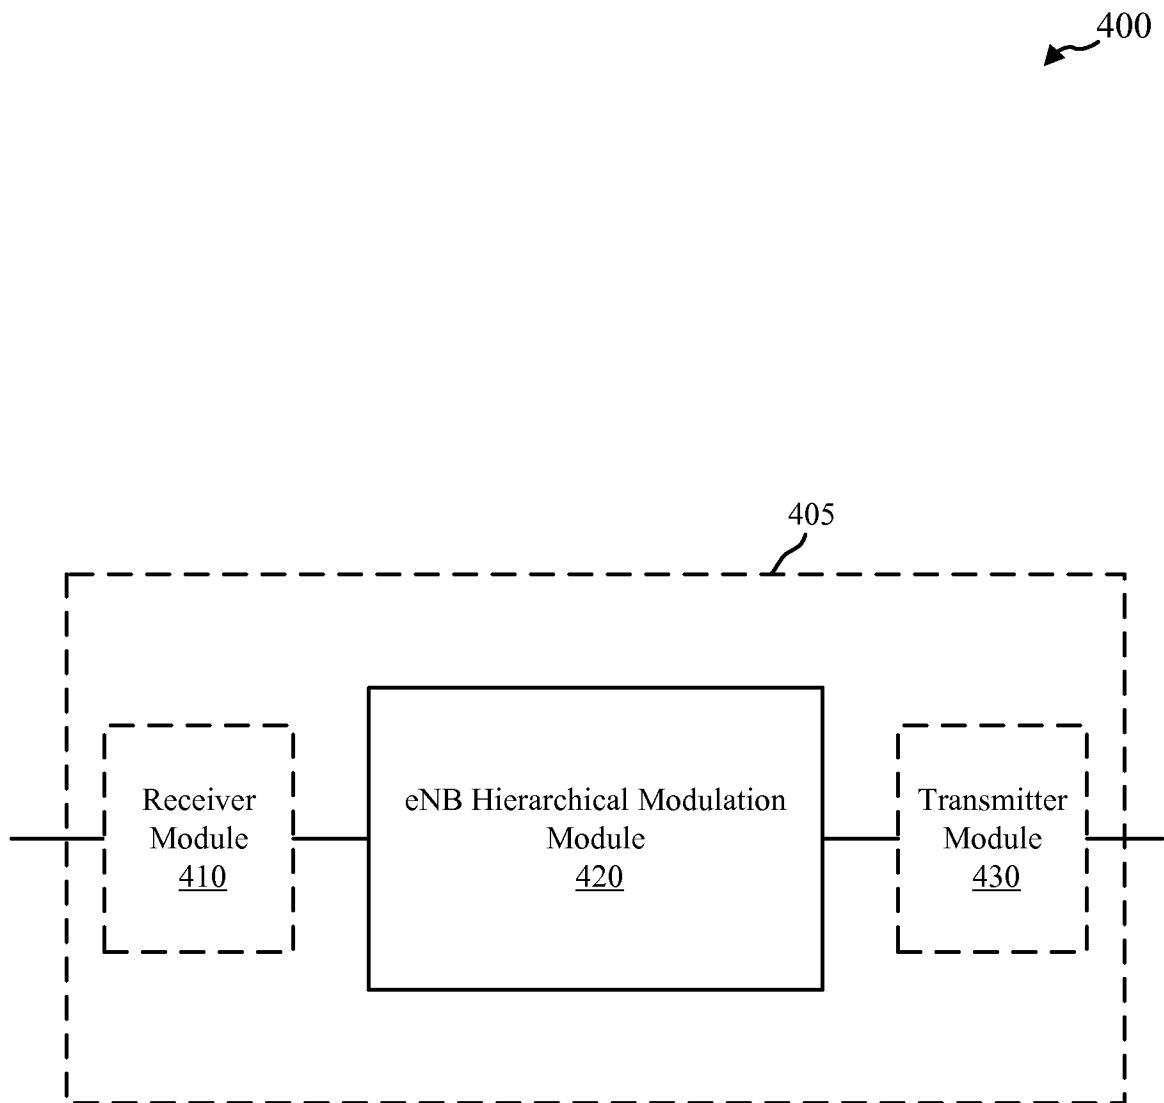 400
405
Receiver
Module
410
eNB Hierarchical Modulation
Module
420
Transmitter
Module
430